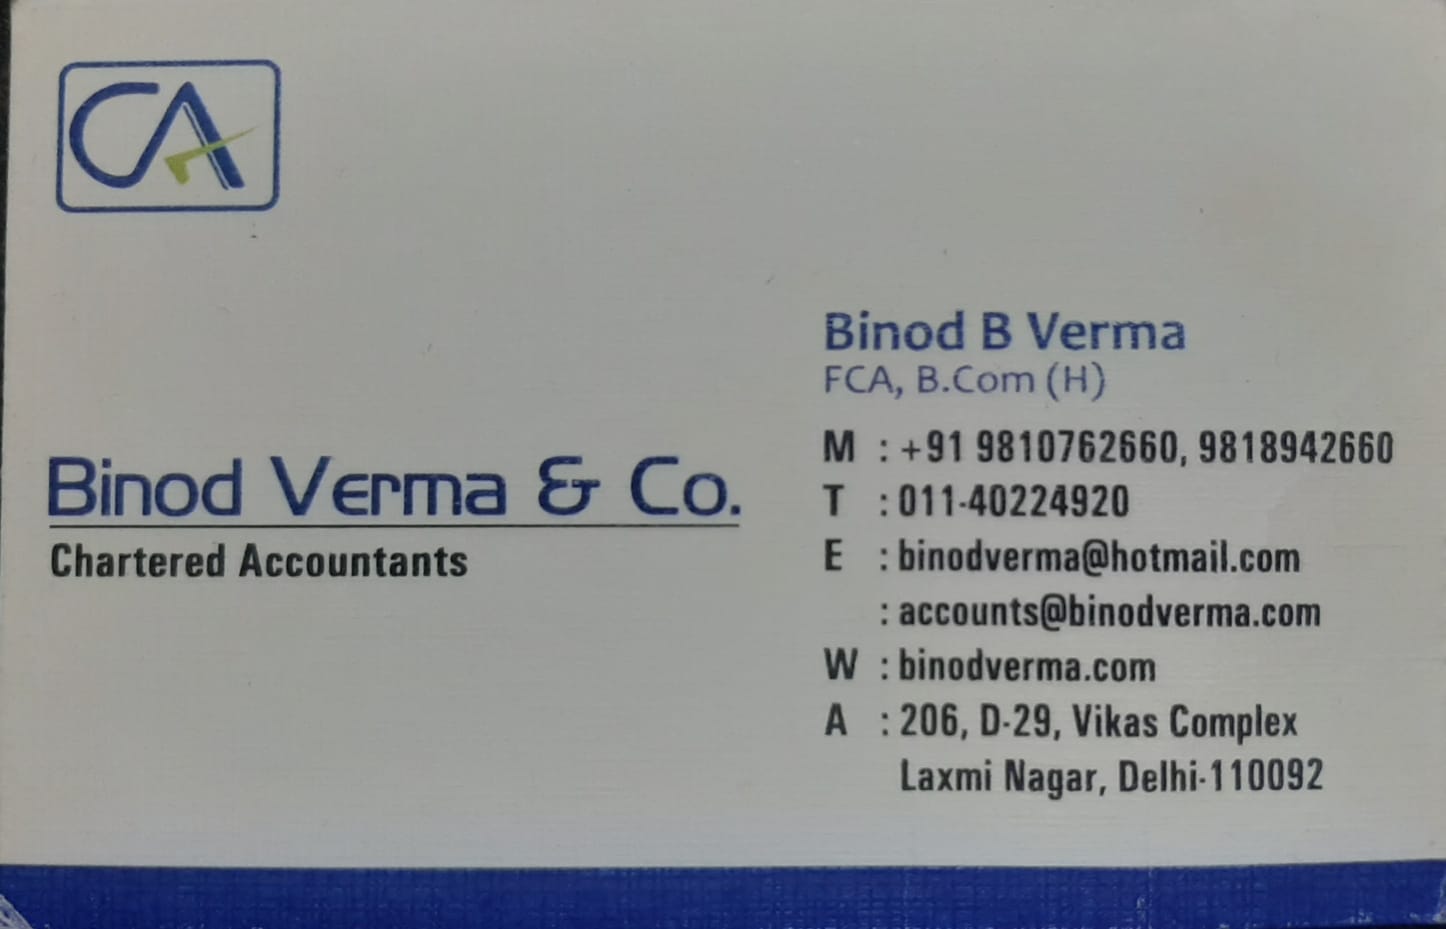 CA
Binod Verma & Co.
Chartered Accountants
Binod B Verma
FCA, B.Com (H)
M : +91 9810762660, 9818942660
T : 011-40224920
E : binodverma@hotmail.com
: accounts@binodverma.com
W : binodverma.com
A : 206, D-29, Vikas Complex
Laxmi Nagar, Delhi-110092